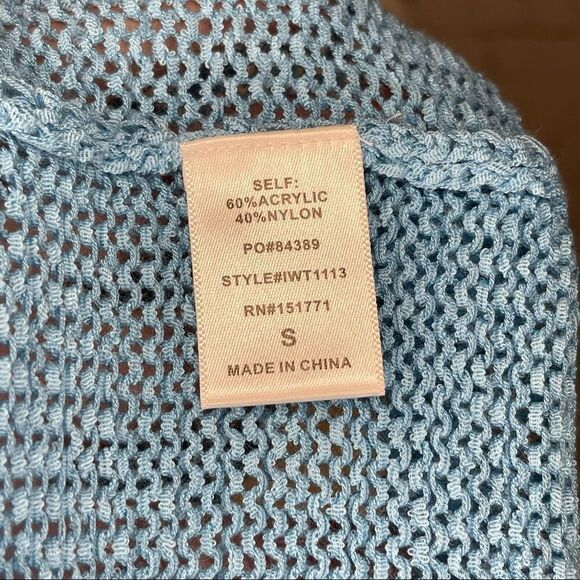 SELF:
60%ACRYLIC
40%NYLON
PO#84389
STYLE#IWT1113
RN#151771
S
MADE IN CHINA